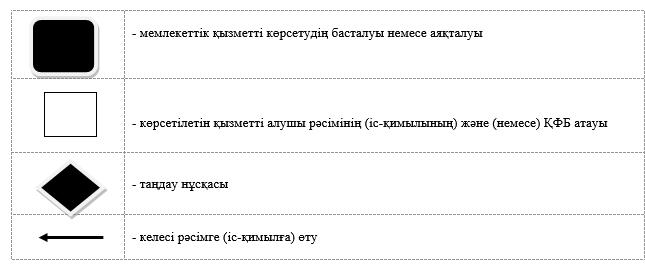 - мемлекеттік қызметті көрсетудің басталуы немесе аяқталуы
- көрсетілетін қызметті алушы рәсімінің (іс-қимылының) және (немесе) ҚФБ атауы
- таңдау нұсқасы
- келесі рәсімге (іс-қимылға) өту